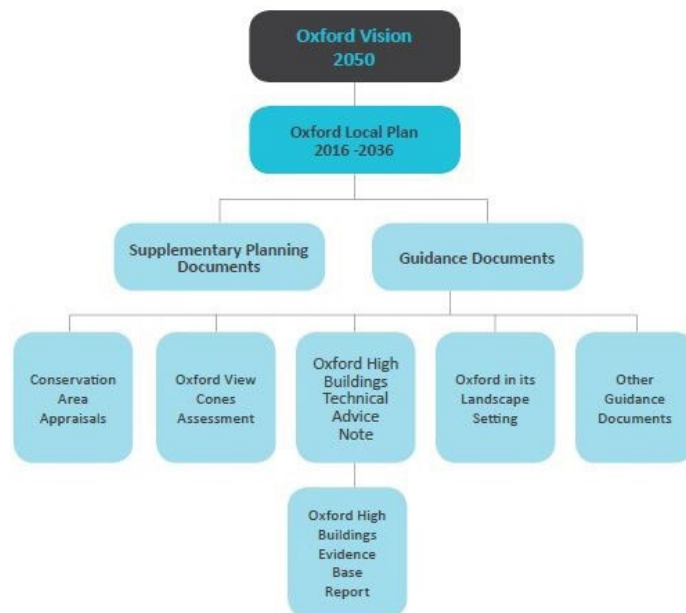 Oxford Vision
2050
Oxford Local Plan
2016 -2036
Supplementary Planning
Documents
Guidance Documents
Conservation
Area
Appraisals
Oxford View
Cones
Assessment
Oxford High
Buildings
Technical
Advice
Note
Oxford in its
Landscape
Setting
Other
Guidance
Documents
Oxford High
Buildings
Evidence
Base
Report